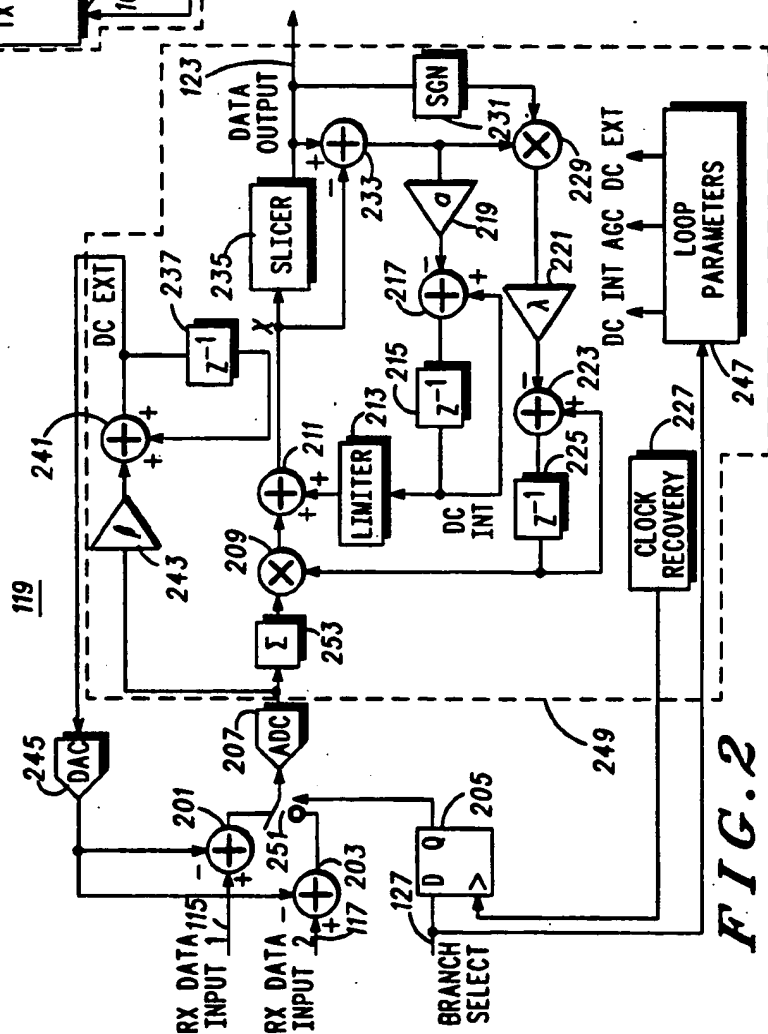 TX
10
119
DATA
OUTPUT
123
241
DC EXT
237
z⁻¹
235
SLICER
SGN
231
+
+
-
233
×
229
243
X
a
219
-
+
217
215
z⁻¹
λ
221
DC INT AGC DC EXT
LOOP
PARAMETERS
247
211
+
+
213
LIMITER
DC
INT
-
+
223
225
z⁻¹
227
CLOCK
RECOVERY
209
×
Σ
253
249
245
DAC
207
ADC
201
-
+
251
203
-
+
205
D Q
>
RX DATA 115
INPUT 1
RX DATA
INPUT 2
117
127
BRANCH
SELECT
FIG.2